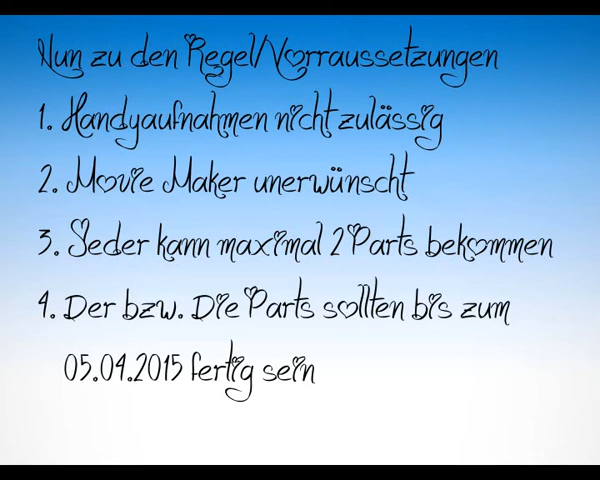 Nun zu den Regel/Vorraussetzungen
1. Handyaufnahmen nicht zulässig
2. Movie Maker unerwünscht
3. Jeder kann maximal 2 Parts bekommen
4. Der bzw. Die Parts sollten bis zum
05.04.2015 fertig sein